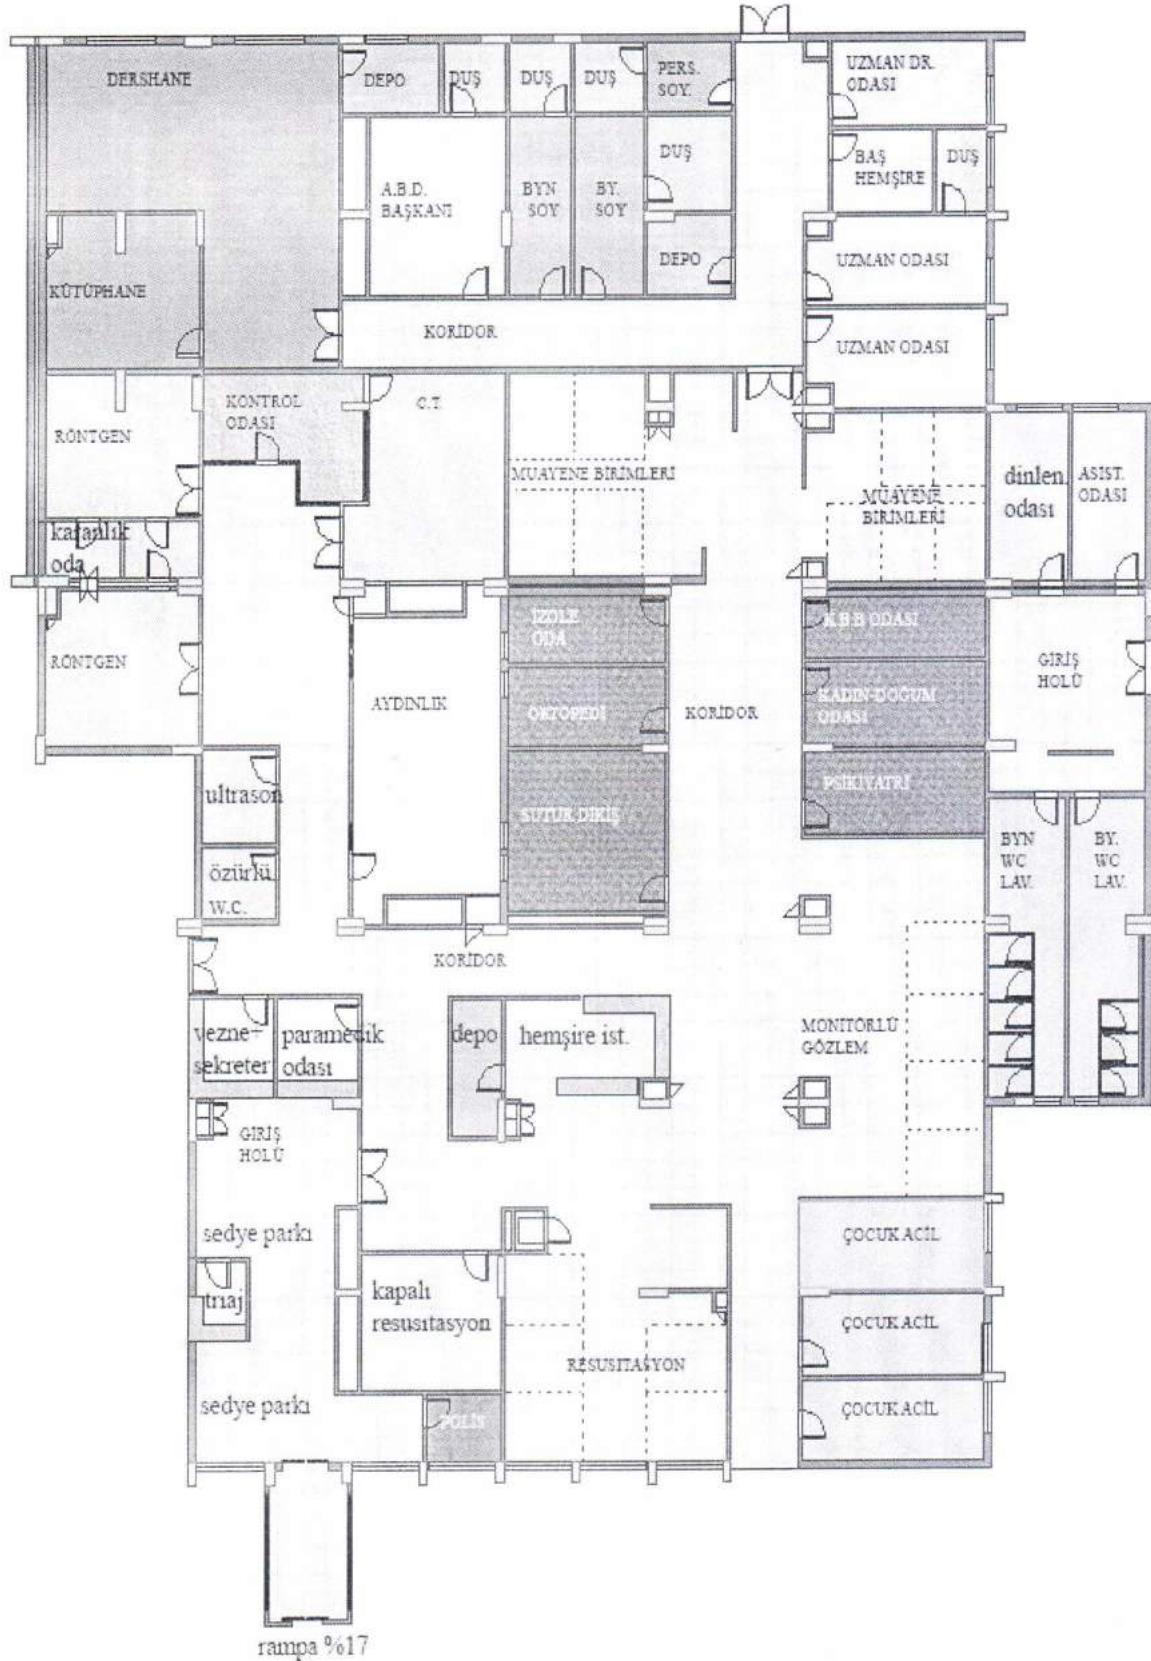 DERSHANE
DEPO
DUŞ
DUŞ
DUŞ
PERS.
SOY.
UZMAN DR.
ODASI
A.B.D.
BAŞKANI
BYN
SOY
BY.
SOY
DUŞ
BAŞ
HEMŞİRE
DUŞ
DEPO
UZMAN ODASI
KÜTÜPHANE
KORİDOR
UZMAN ODASI
RÖNTGEN
KONTROL
ODASI
C.T.
MUAYENE BİRİMLERİ
MUAYENE
BİRİMLERİ
dinlen.
odası
ASİST.
ODASI
karanlık
oda
RÖNTGEN
İZOLE
ODA
K.B.B ODASI
GİRİŞ
HOLÜ
AYDINLIK
ORTOPEDİ
KORİDOR
KADIN-DOĞUM
ODASI
ultrason
SUTUR DİKİŞ
PSİKİYATRİ
özürlü
W.C.
BYN
WC
LAV.
BY.
WC
LAV.
KORİDOR
vezne+
sekreter
paramedik
odası
depo
hemşire ist.
MONİTÖRLÜ
GÖZLEM
GİRİŞ
HOLÜ
sedye parkı
ÇOCUK ACİL
triaj
kapalı
resusitasyon
RESUSİTASYON
ÇOCUK ACİL
sedye parkı
POLİS
ÇOCUK ACİL
rampa %17